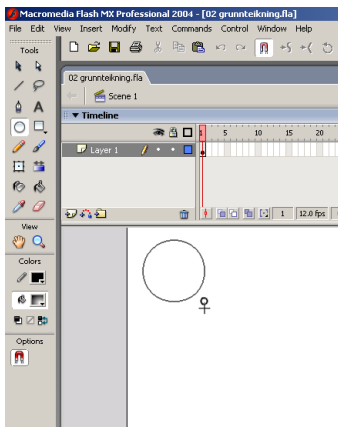 Macromedia Flash MX Professional 2004 - [02 grunnteikning.fla]
File Edit View Insert Modify Text Commands Control Window Help
Tools
02 grunnteikning.fla
Scene 1
A
Timeline
1 5 10 15 20
Layer 1
1 12.0 fps
View
Colors
Options